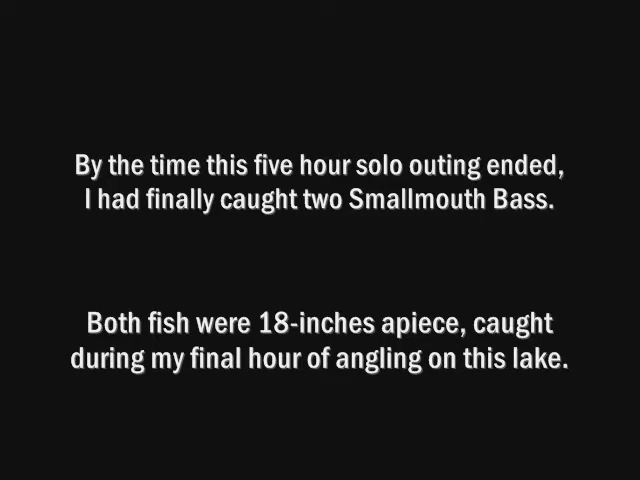 By the time this five hour solo outing ended,
I had finally caught two Smallmouth Bass.
Both fish were 18-inches apiece, caught
during my final hour of angling on this lake.